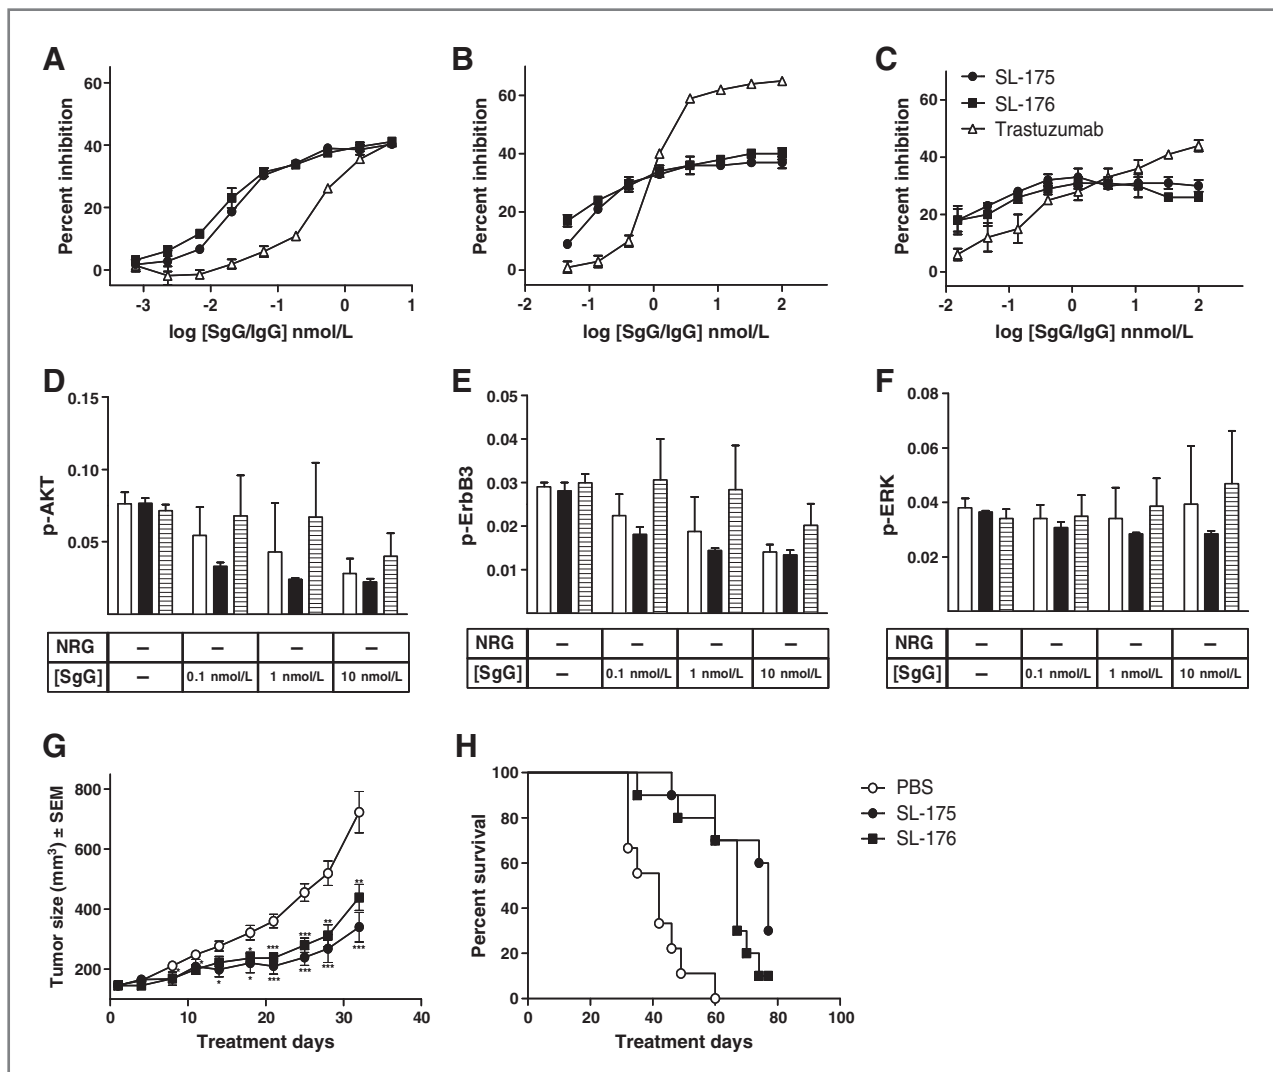 A
Percent inhibition
60
40
20
0
-3
-2
-1
0
1
log [SgG/IgG] nmol/L
B
Percent inhibition
60
40
20
0
-2
-1
0
1
2
log [SgG/IgG] nmol/L
C
SL-175
SL-176
Trastuzumab
Percent inhibition
60
40
20
0
-2
-1
0
1
2
log [SgG/IgG] nnmol/L
D
p-AKT
0.15
0.10
0.05
NRG – – – –
[SgG] – 0.1 nmol/L 1 nmol/L 10 nmol/L
E
p-ErbB3
0.05
0.04
0.03
0.02
0.01
NRG – – – –
[SgG] – 0.1 nmol/L 1 nmol/L 10 nmol/L
F
p-ERK
0.08
0.06
0.04
0.02
NRG – – – –
[SgG] – 0.1 nmol/L 1 nmol/L 10 nmol/L
G
Tumor size (mm³) ± SEM
800
600
400
200
0
10
20
30
40
Treatment days
H
Percent survival
100
80
60
40
20
0
0
20
40
60
80
100
Treatment days
PBS
SL-175
SL-176